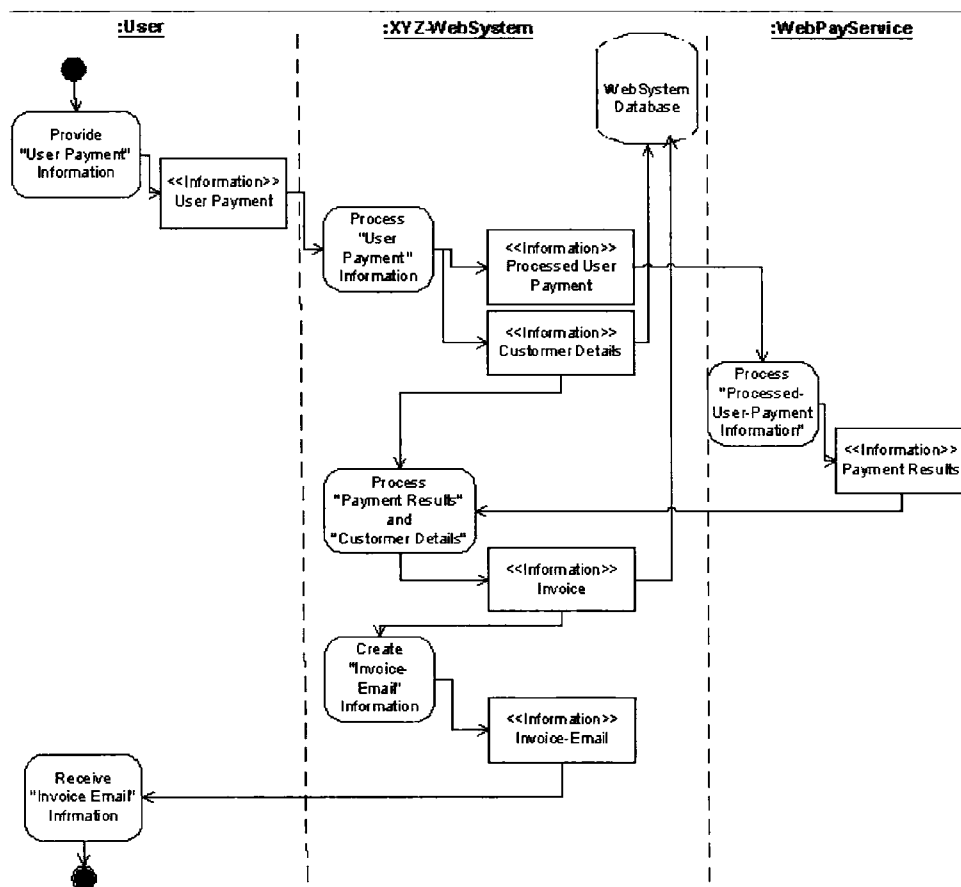 :User
:XYZ-WebSystem
:WebPayService
WebSystem
Database
Provide
"User Payment"
Information
<<Information>>
User Payment
Process
"User
Payment"
Information
<<Information>>
Processed User
Payment
<<Information>>
Custormer Details
Process
"Processed-
User-Payment
Information"
<<Information>>
Payment Results
Process
"Payment Results"
and
"Custormer Details"
<<Information>>
Invoice
Create
"Invoice-
Email"
Information
<<Information>>
Invoice-Email
Receive
"Invoice Email"
Infrmation